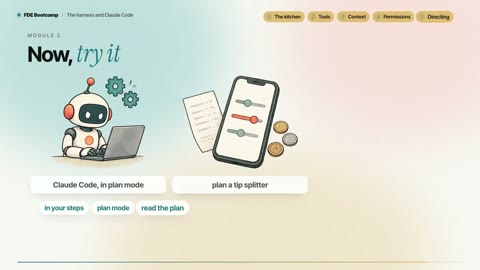 FDE Bootcamp · The harness and Claude Code
The kitchen
Tools
Context
Permissions
Directing
MODULE 2
Now, try it
Claude Code, in plan mode
plan a tip splitter
in your steps
plan mode
read the plan